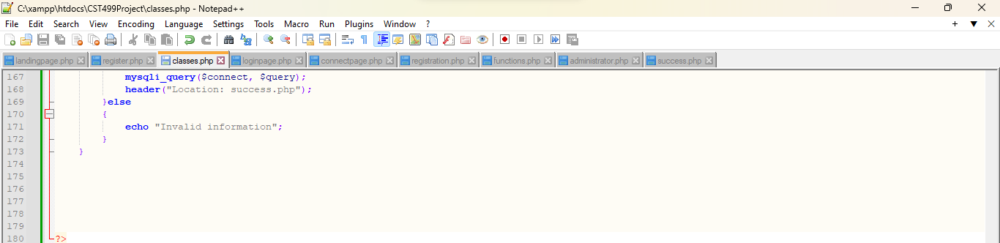 C:\xampp\htdocs\CST499Project\classes.php - Notepad++
File Edit Search View Encoding Language Settings Tools Macro Run Plugins Window ?
landingpage.php register.php classes.php loginpage.php connectpage.php registration.php functions.php administrator.php success.php
167 mysqli_query($connect, $query);
168 header("Location: success.php");
169 }else
170 {
171 echo "Invalid information";
172 }
173 }
174
175
176
177
178
179
180 ?>